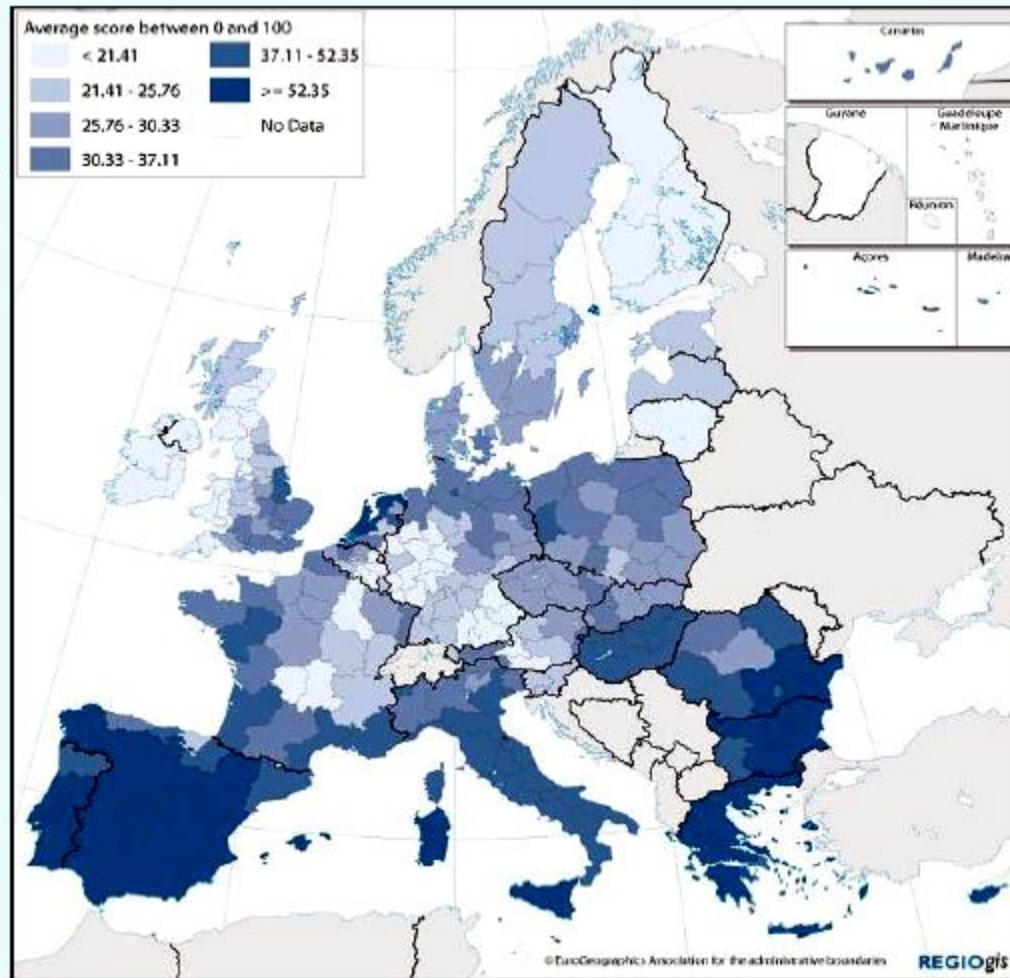 Average score between 0 and 100
< 21.41
21.41 - 25.76
25.76 - 30.33
30.33 - 37.11
37.11 - 52.35
>= 52.35
No Data
Canarias
Guyane
Guadeloupe
Martinique
Réunion
Açores
Madeira
© EuroGeographics Association for the administrative boundaries
REGIOgis